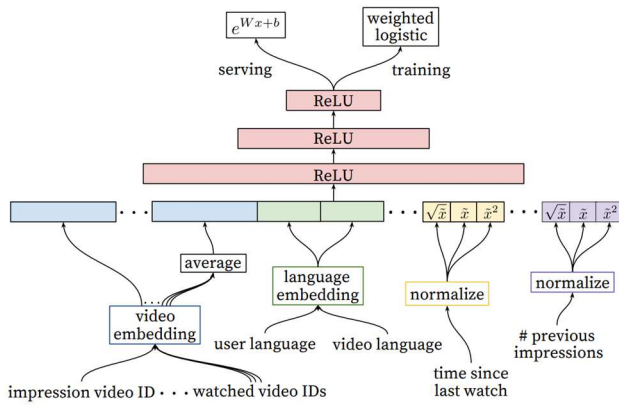 e^{Wx+b}
weighted
logistic
serving
training
ReLU
ReLU
ReLU
... ... √x̃ x̃ x̃² ... √x̃ x̃ x̃²
average
...
video
embedding
language
embedding
normalize
normalize
user language
video language
time since
last watch
# previous
impressions
impression video ID ... watched video IDs